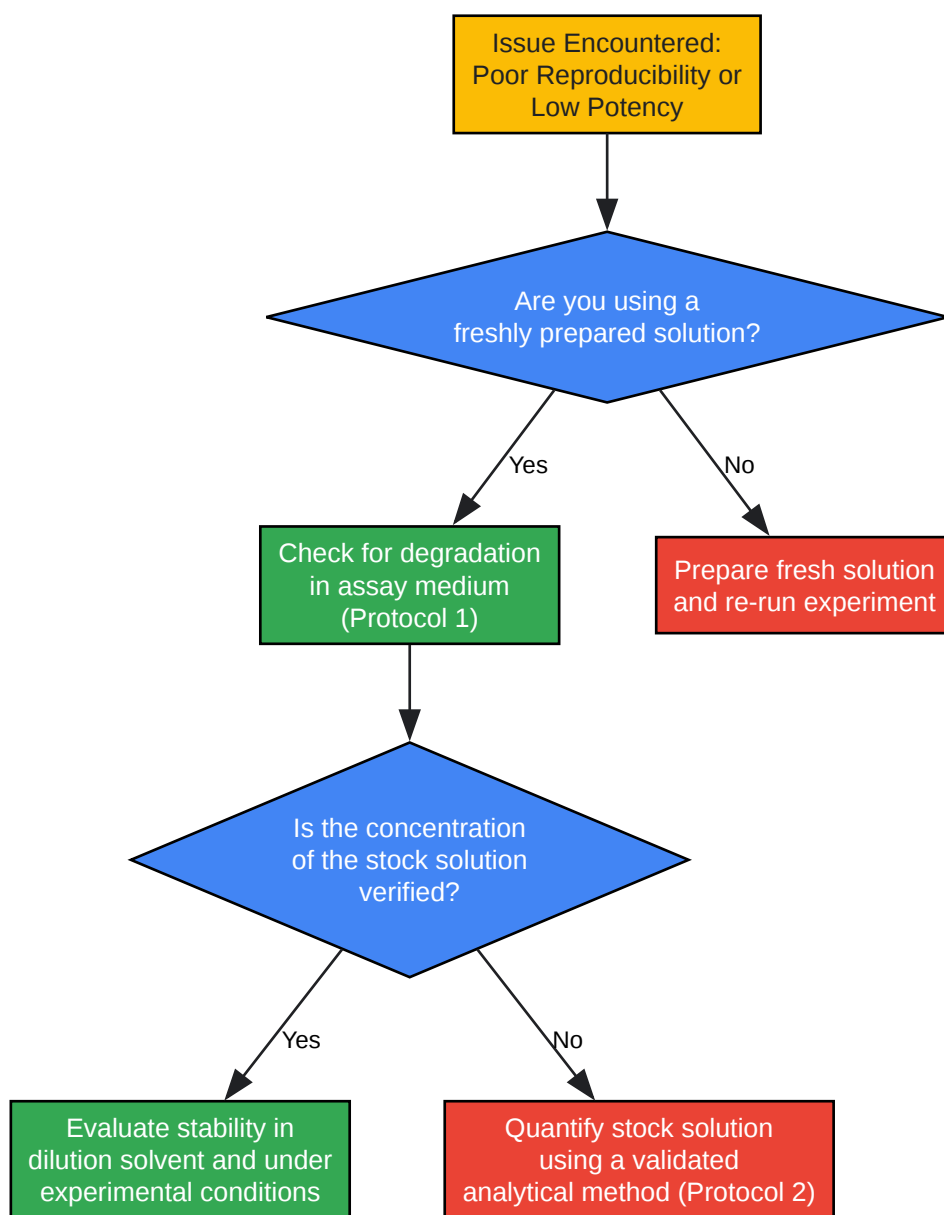 Issue Encountered:
Poor Reproducibility or
Low Potency
Are you using a
freshly prepared solution?
Yes
No
Check for degradation
in assay medium
(Protocol 1)
Prepare fresh solution
and re-run experiment
Is the concentration
of the stock solution
verified?
Yes
No
Evaluate stability in
dilution solvent and under
experimental conditions
Quantify stock solution
using a validated
analytical method (Protocol 2)